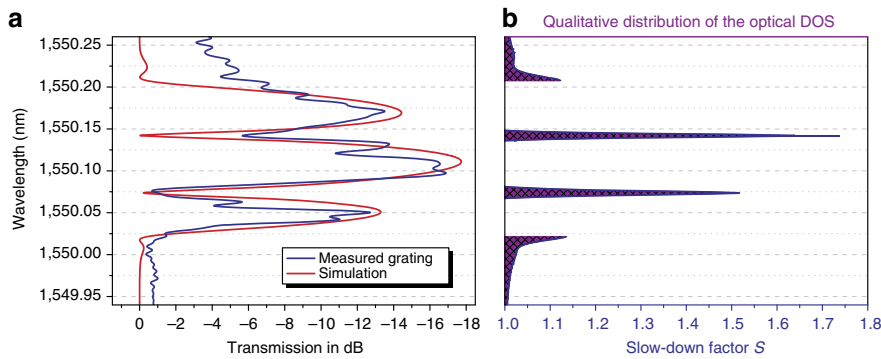 a
b
Qualitative distribution of the optical DOS
Wavelength (nm)
1,550.25
1,550.20
1,550.15
1,550.10
1,550.05
1,550.00
1,549.95
Measured grating
Simulation
0 –2 –4 –6 –8 –10 –12 –14 –16 –18
Transmission in dB
1.0 1.1 1.2 1.3 1.4 1.5 1.6 1.7 1.8
Slow-down factor S